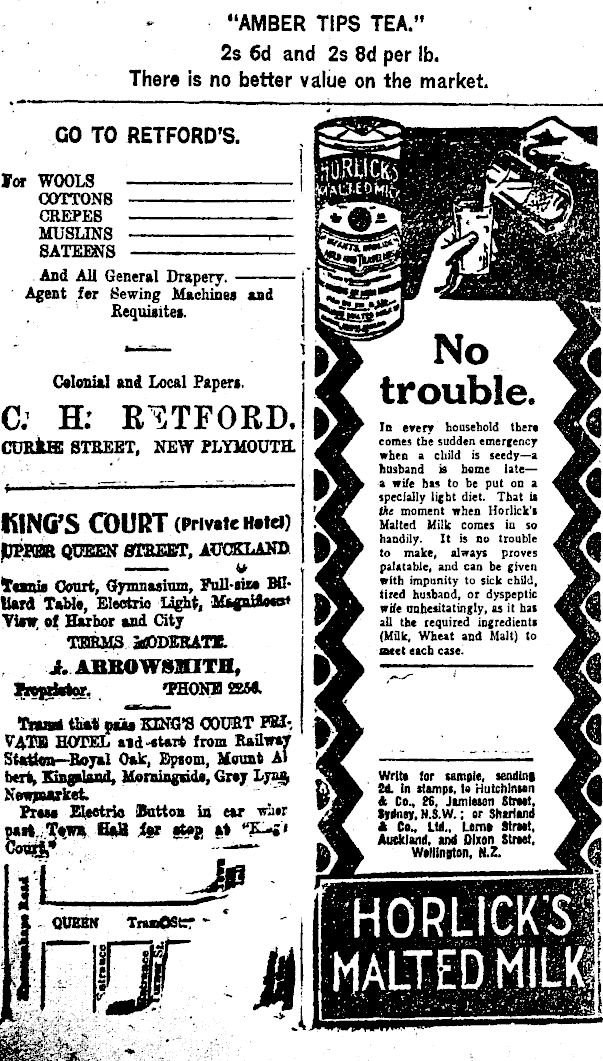 "AMBER TIPS TEA."
2s 6d and 2s 8d per lb.
There is no better value on the market.
GO TO RETFORD'S.
For WOOLS
COTTONS
CREPES
MUSLINS
SATEENS
And All General Drapery.
Agent for Sewing Machines and
Requisites.
Colonial and Local Papers.
C. H. RETFORD,
CURRIE STREET, NEW PLYMOUTH.
KING'S COURT (Private Hotel)
UPPER QUEEN STREET, AUCKLAND.
Tennis Court, Gymnasium, Full-size Bil-
liard Table, Electric Light, Magnificent
View of Harbor and City
TERMS MODERATE.
A. ARROWSMITH,
Proprietor. 'PHONE 2256.
Trams that pass KING'S COURT PRI-
VATE HOTEL and start from Railway
Station—Royal Oak, Epsom, Mount Al
bert, Kingsland, Morningside, Grey Lynn,
Newmarket.
Press Electric Button in car when
past Town Hall for stop at "King's
Court."
Town Hall
Road
QUEEN Tram St.
Entrance
Entrance
Turner St.
HORLICK'S
MALTED MILK
No
trouble.
In every household there
comes the sudden emergency
when a child is seedy—a
husband is home late—
a wife has to be put on a
specially light diet. That is
the moment when Horlick's
Malted Milk comes in so
handily. It is no trouble
to make, always proves
palatable, and can be given
with impunity to sick child,
tired husband, or dyspeptic
wife unhesitatingly, as it has
all the required ingredients
(Milk, Wheat and Malt) to
meet each case.
Write for sample, sending
2d. in stamps, to Hutchinson
& Co., 26, Jamieson Street,
Sydney, N.S.W.; or Sharland
& Co., Ltd., Lorne Street,
Auckland, and Dixon Street,
Wellington, N.Z.
HORLICK'S
MALTED MILK